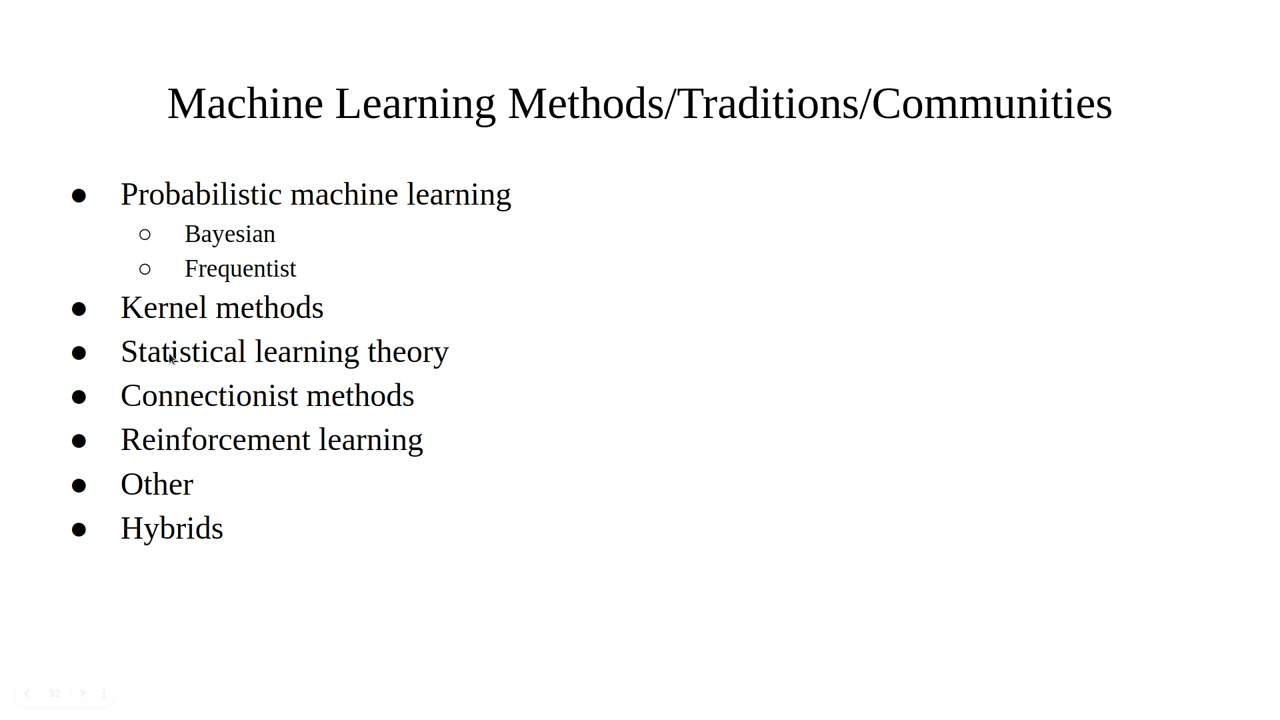 Machine Learning Methods/Traditions/Communities
● Probabilistic machine learning
○ Bayesian
○ Frequentist
● Kernel methods
● Statistical learning theory
● Connectionist methods
● Reinforcement learning
● Other
● Hybrids
32